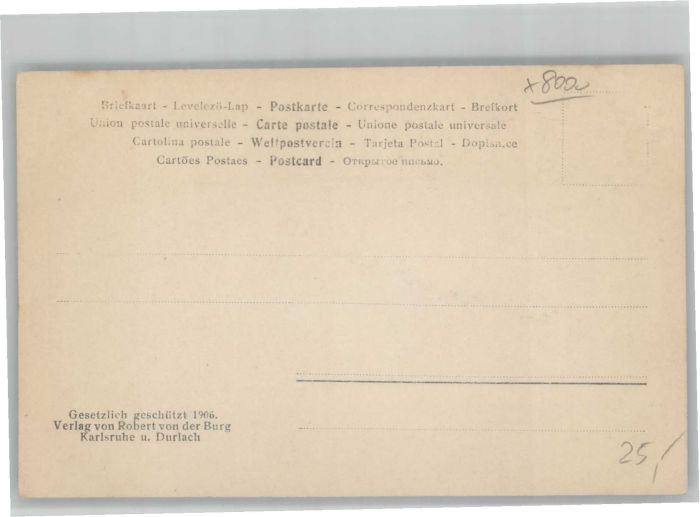 x8000
Briefkaart - Levelezö-Lap - Postkarte - Correspondenzkart - Brefkort
Union postale universelle - Carte postale - Unione postale universale
Cartolina postale - Weltpostverein - Tarjeta Postal - Dopisnice
Cartões Postaes - Postcard - Открытое письмо.
Gesetzlich geschützt 1906.
Verlag von Robert von der Burg
Karlsruhe u. Durlach
25,/